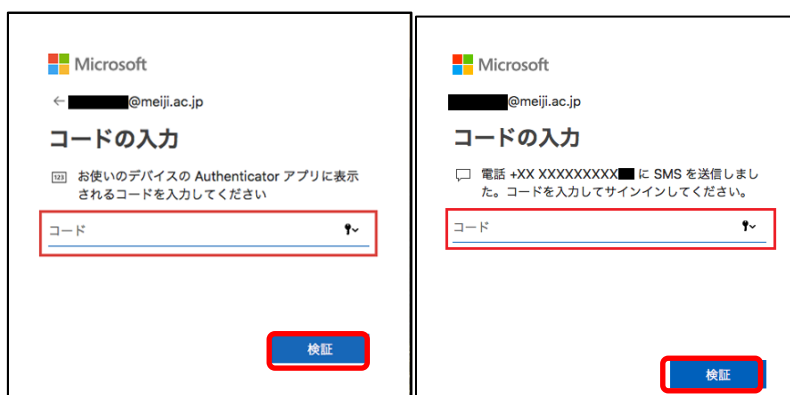 Microsoft
← @meiji.ac.jp
コードの入力
123 お使いのデバイスの Authenticator アプリに表示
されるコードを入力してください
コード
検証
Microsoft
@meiji.ac.jp
コードの入力
電話 +XX XXXXXXXXX に SMS を送信しまし
た。コードを入力してサインインしてください。
コード
検証